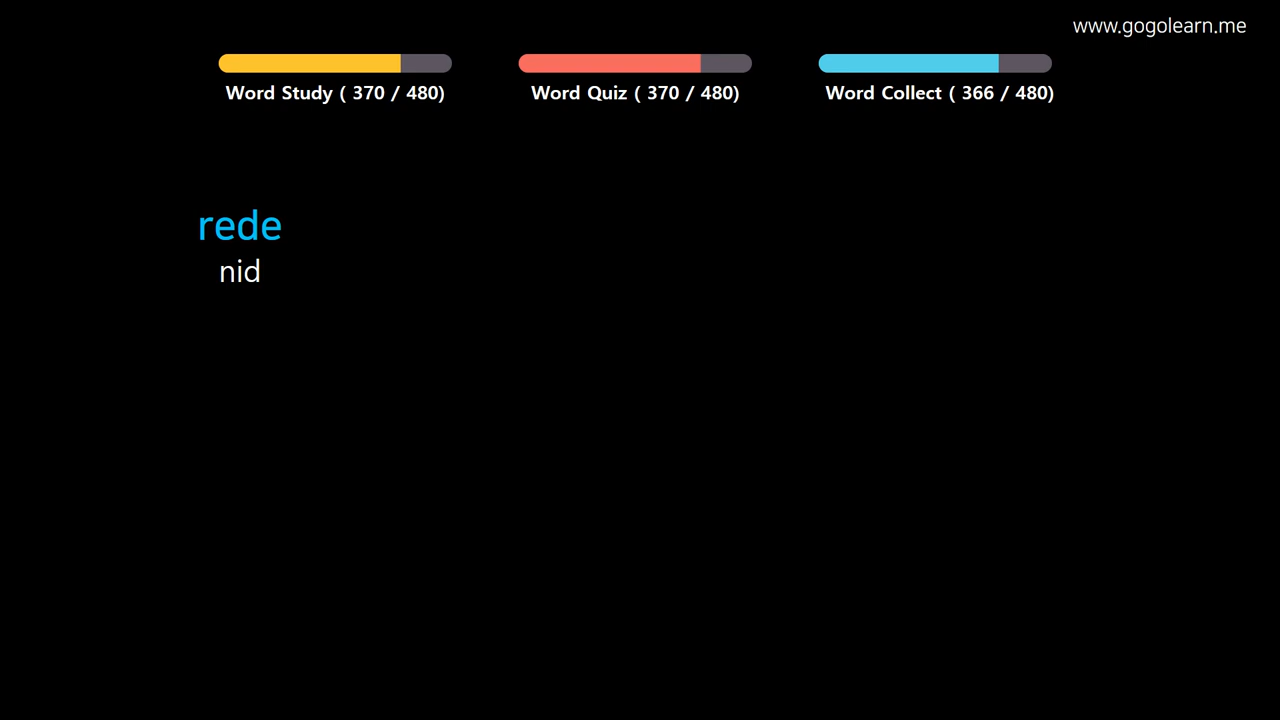 www.gogolearn.me
Word Study ( 370 / 480)
Word Quiz ( 370 / 480)
Word Collect ( 366 / 480)
rede
nid